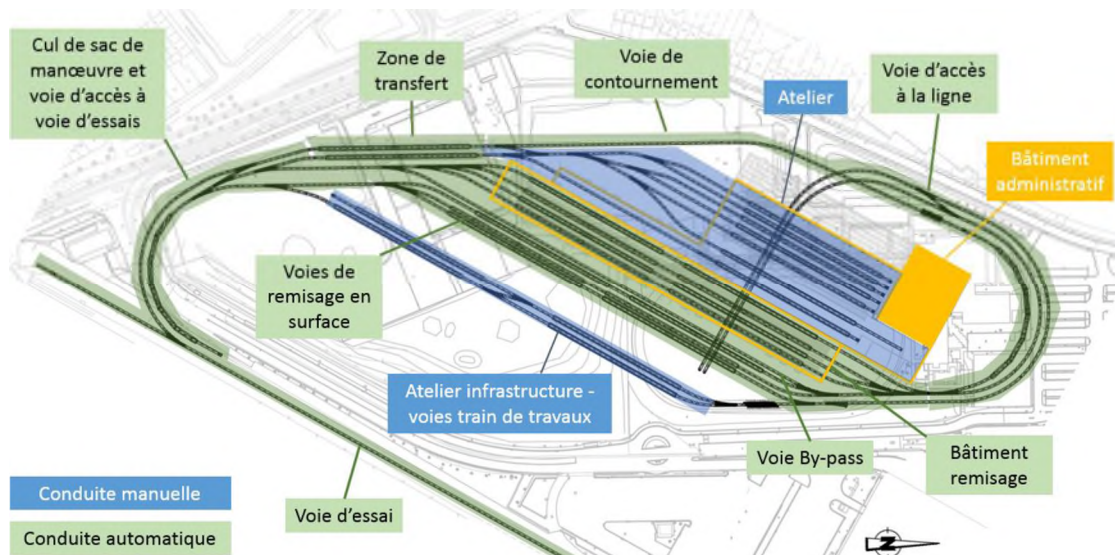 Cul de sac de
manœuvre et
voie d'accès à
voie d'essais
Zone de
transfert
Voie de
contournement
Atelier
Voie d'accès
à la ligne
Bâtiment
administratif
Voies de
remisage en
surface
Atelier infrastructure -
voies train de travaux
Voie By-pass
Bâtiment
remisage
Voie d'essai
Conduite manuelle
Conduite automatique
N